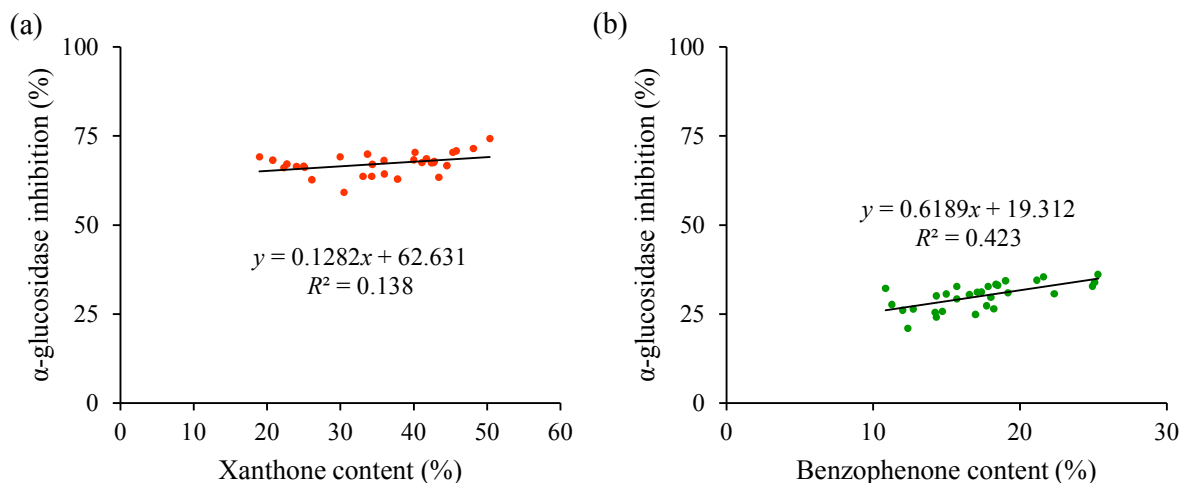 (a)
α-glucosidase inhibition (%)
100
75
50
25
0
y = 0.1282x + 62.631
R² = 0.138
0 10 20 30 40 50 60
Xanthone content (%)
(b)
α-glucosidase inhibition (%)
100
75
50
25
0
y = 0.6189x + 19.312
R² = 0.423
0 10 20 30
Benzophenone content (%)